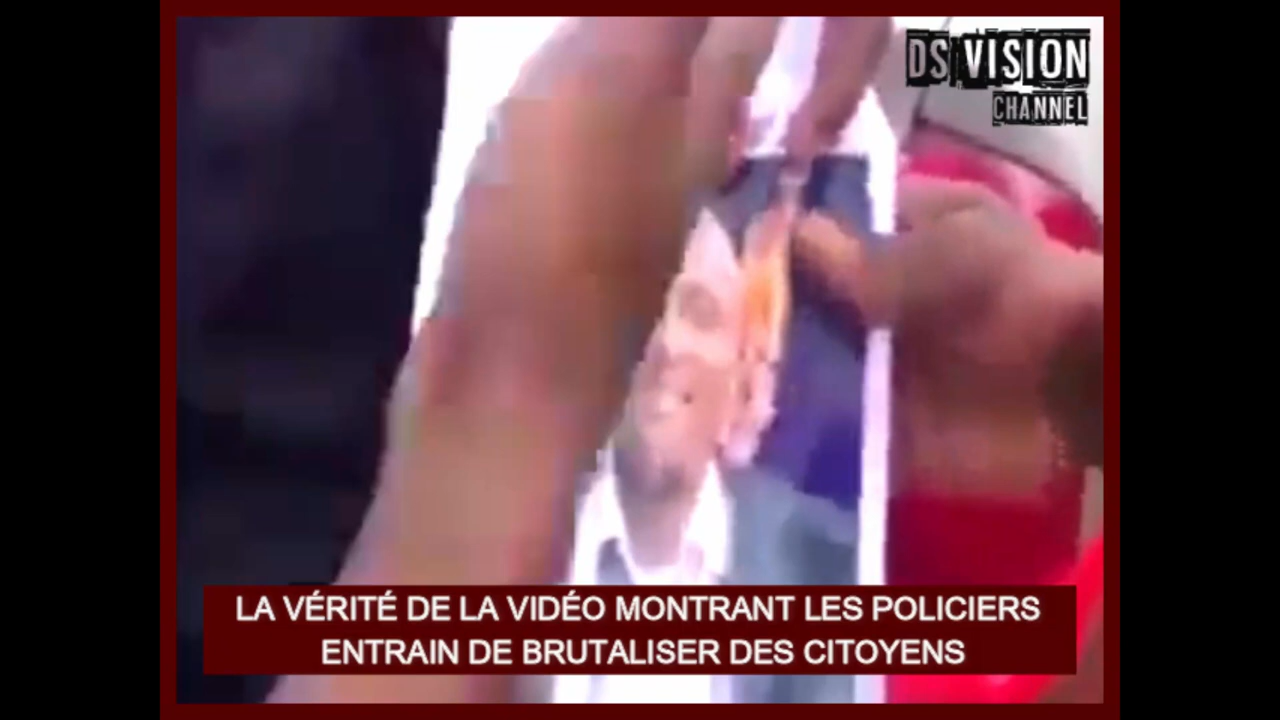 DS VISION
CHANNEL
LA VÉRITÉ DE LA VIDÉO MONTRANT LES POLICIERS
ENTRAIN DE BRUTALISER DES CITOYENS